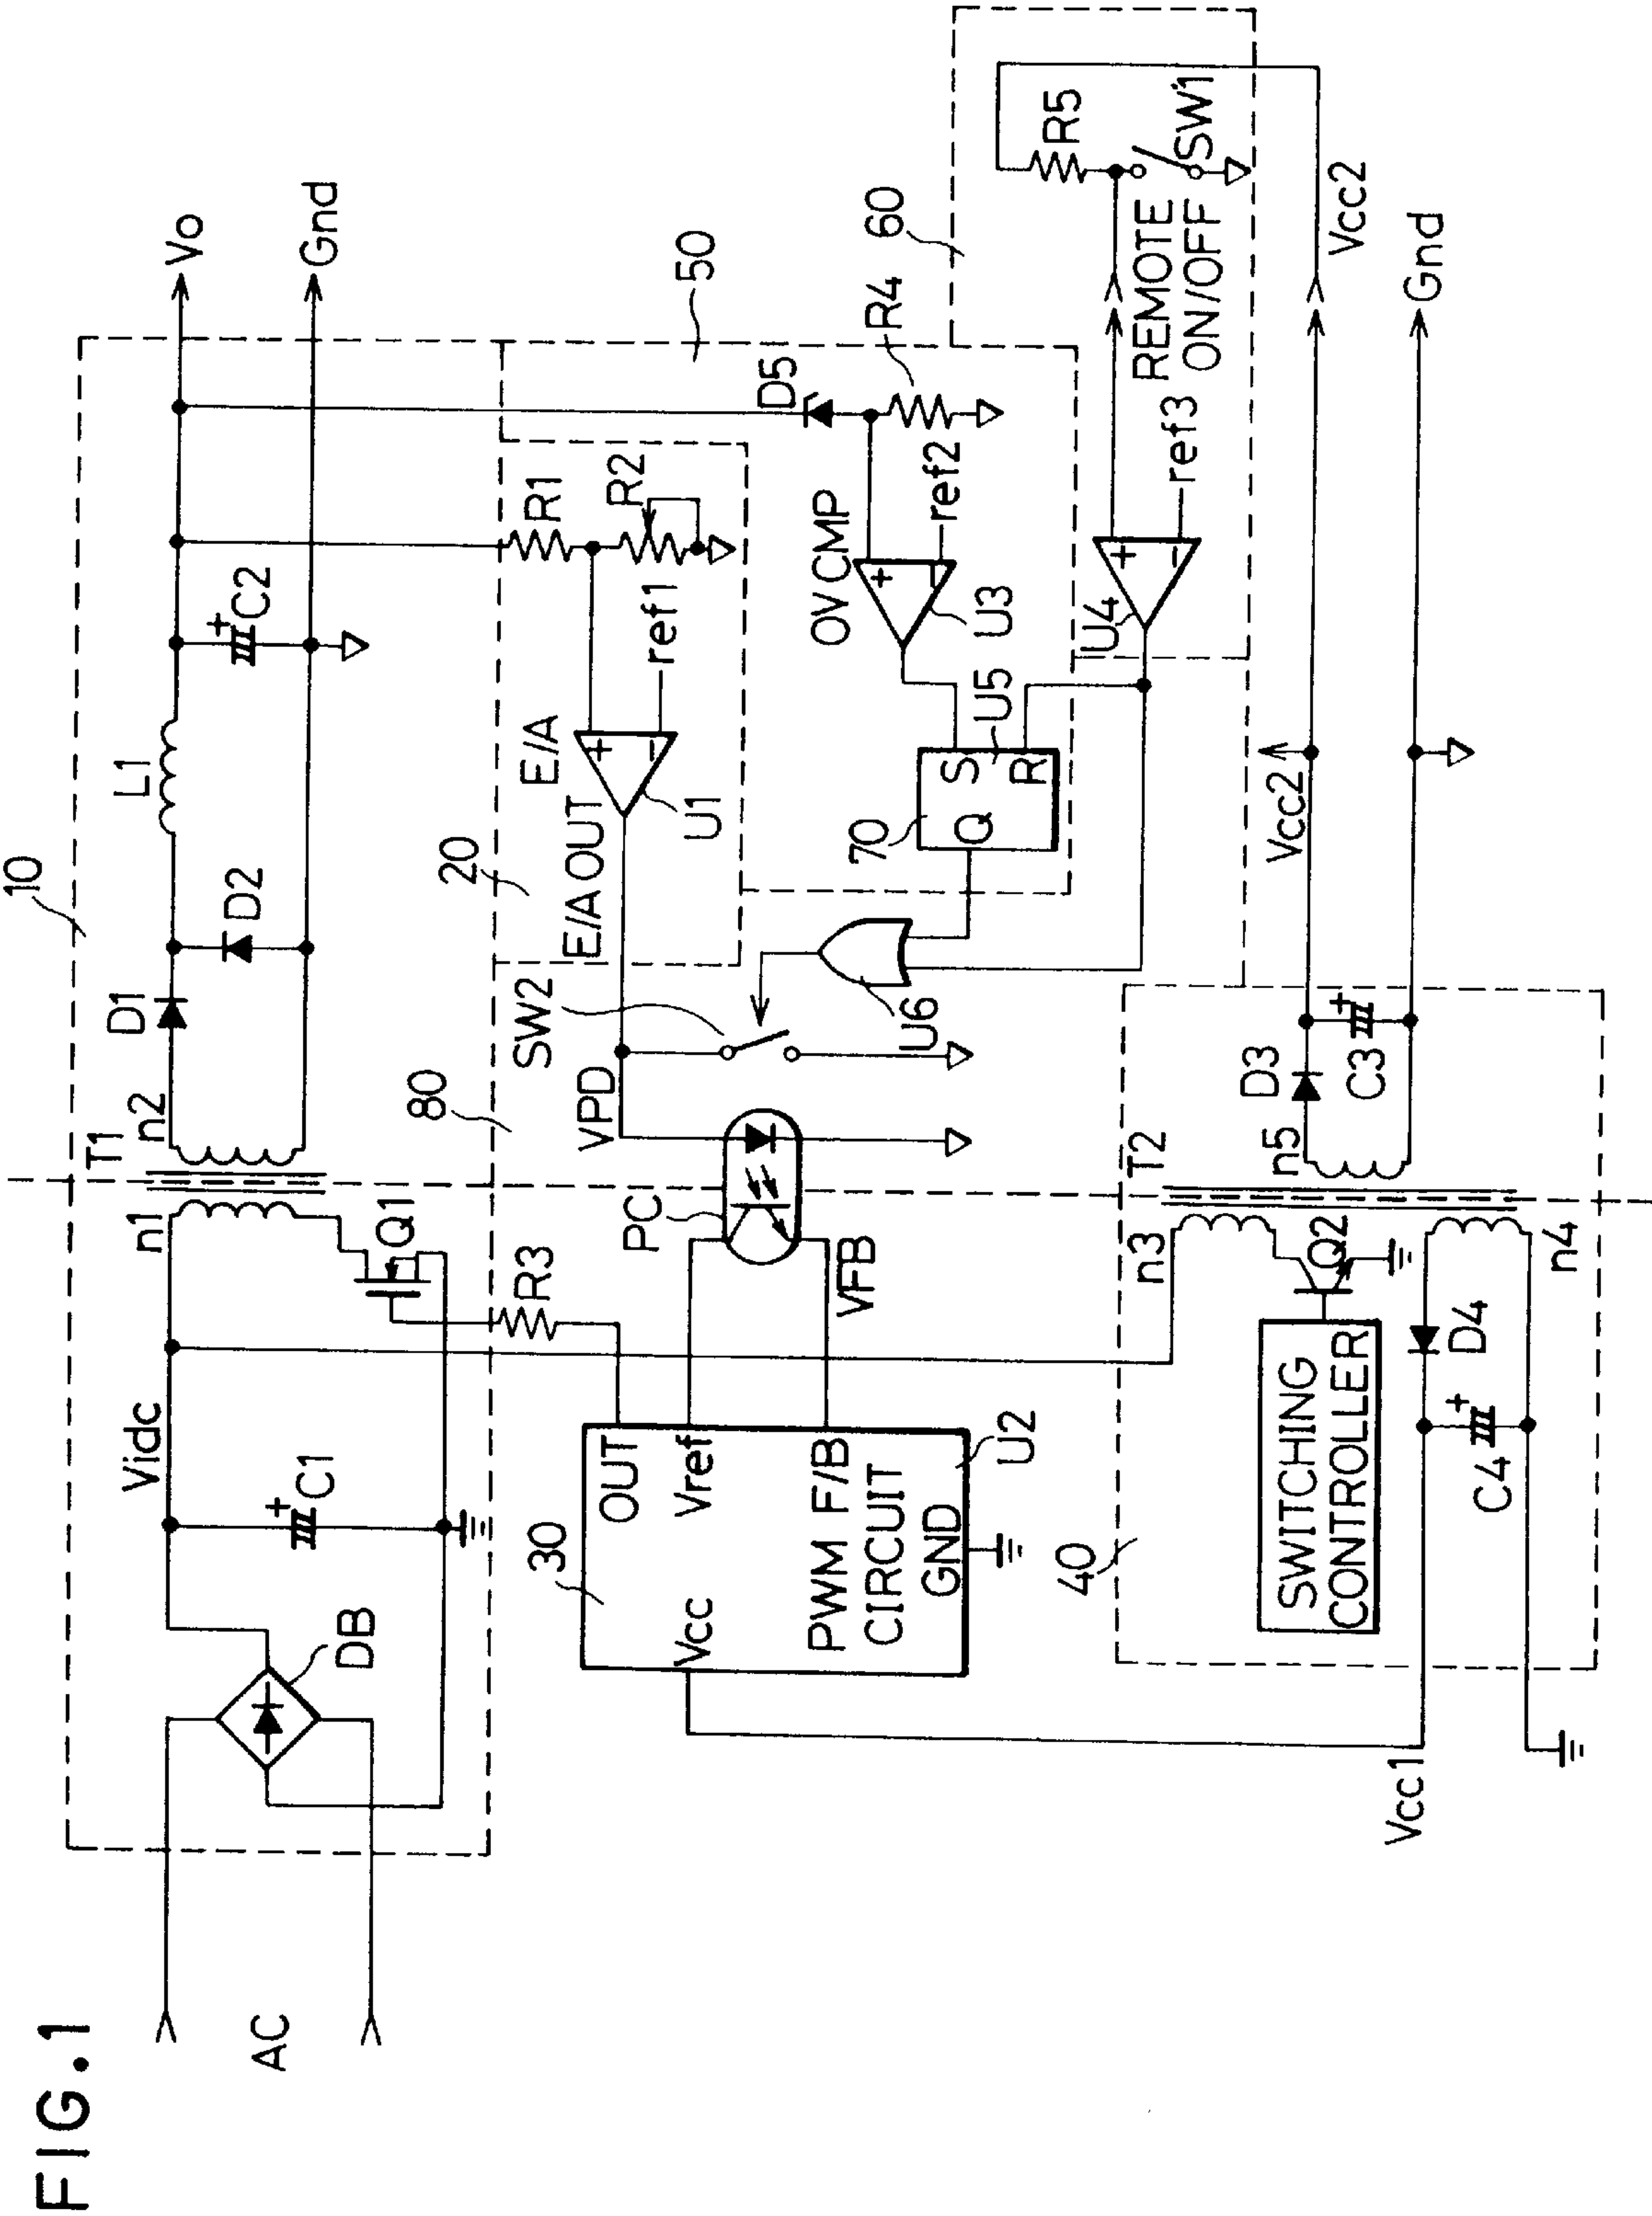 FIG.1
10
T1
n1
n2
D1
L1
Vo
Vidc
D2
C2
C1
Q1
Gnd
AC
DB
80
20
R1
R3
VPD
SW2
E/A OUT
E/A
ref1
R2
50
30
OUT
Vref
Vcc
PWM F/B
CIRCUIT
GND
U2
PC
VFB
U1
D5
OV CMP
R4
70
S
Q
R
U5
U3
ref2
60
U6
U4
R5
REMOTE
ON/OFF
SW1
ref3
40
n3
T2
D3
Vcc2
Vcc2
SWITCHING
CONTROLLER
Q2
n5
C3
Vcc1
D4
C4
n4
Gnd